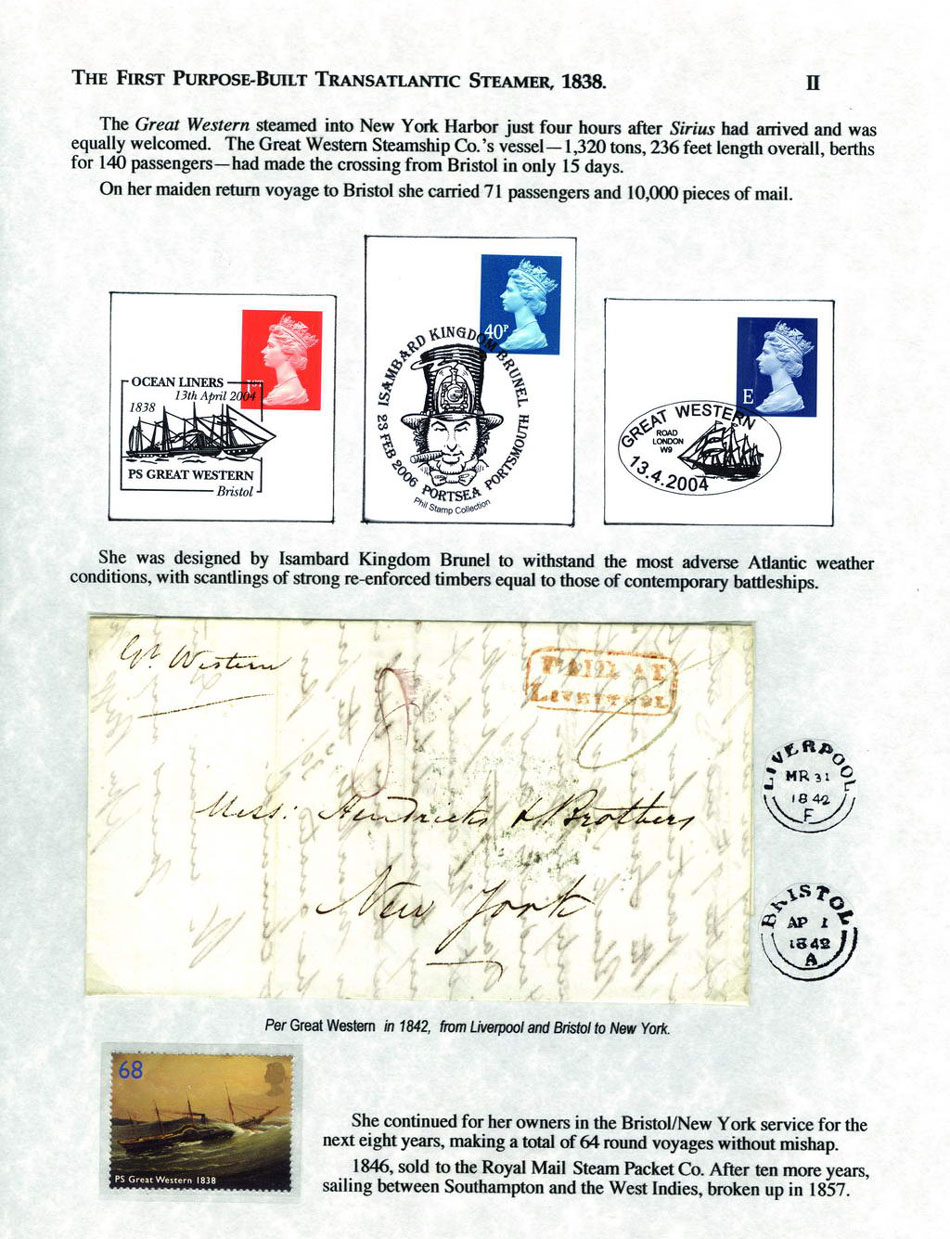 THE FIRST PURPOSE-BUILT TRANSATLANTIC STEAMER, 1838.
II
The Great Western steamed into New York Harbor just four hours after Sirius had arrived and was
equally welcomed. The Great Western Steamship Co.'s vessel—1,320 tons, 236 feet length overall, berths
for 140 passengers—had made the crossing from Bristol in only 15 days.
On her maiden return voyage to Bristol she carried 71 passengers and 10,000 pieces of mail.
OCEAN LINERS
13th April 2004
1838
PS GREAT WESTERN
Bristol
1st
40P
ISAMBARD KINGDOM BRUNEL
23 FEB 2006 PORTSEA PORTSMOUTH
Phil Stamp Collection
E
GREAT WESTERN
ROAD
LONDON
W9
13.4.2004
She was designed by Isambard Kingdom Brunel to withstand the most adverse Atlantic weather
conditions, with scantlings of strong re-enforced timbers equal to those of contemporary battleships.
Gt. Western
PAID AT
LIVERPOOL
Mess: Hendricks & Brothers
New York
LIVERPOOL
MR 31
1842
F
BRISTOL
AP 1
1842
A
Per Great Western in 1842, from Liverpool and Bristol to New York.
68
PS Great Western 1838
She continued for her owners in the Bristol/New York service for the
next eight years, making a total of 64 round voyages without mishap.
1846, sold to the Royal Mail Steam Packet Co. After ten more years,
sailing between Southampton and the West Indies, broken up in 1857.